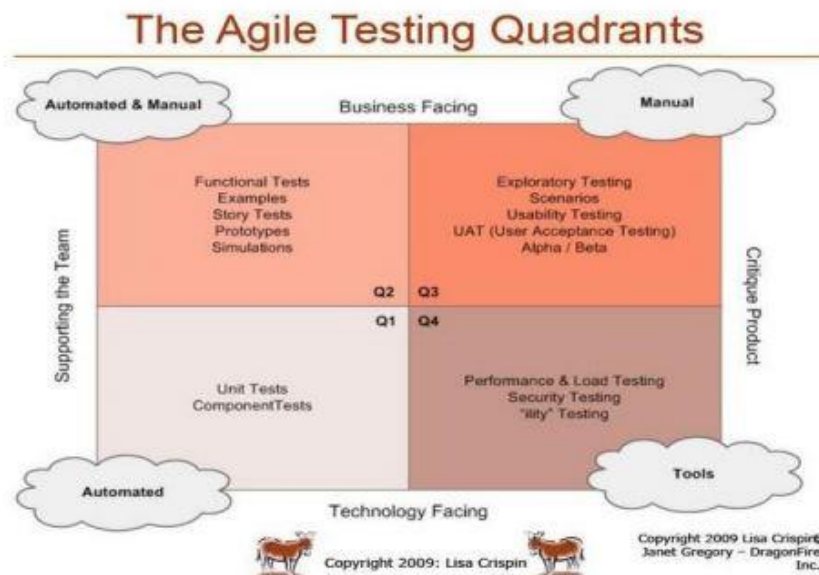 The Agile Testing Quadrants
Automated & Manual
Business Facing
Manual
Functional Tests
Examples
Story Tests
Prototypes
Simulations
Q2
Exploratory Testing
Scenarios
Usability Testing
UAT (User Acceptance Testing)
Alpha / Beta
Q3
Supporting the Team
Critique Product
Q1
Unit Tests
ComponentTests
Q4
Performance & Load Testing
Security Testing
"ility" Testing
Automated
Tools
Technology Facing
Copyright 2009: Lisa Crispin
Copyright 2009 Lisa Crispin
Janet Gregory – DragonFire
Inc.